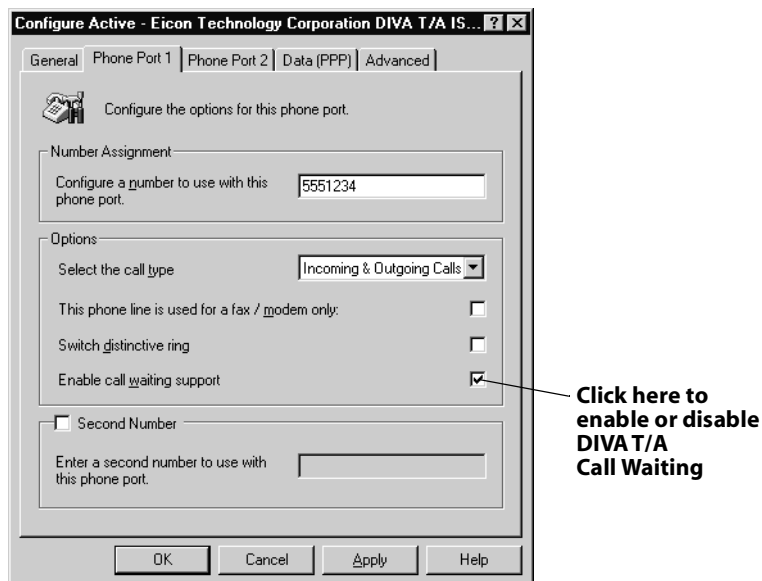 Configure Active - Eicon Technology Corporation DIVA T/A IS...
General Phone Port 1 Phone Port 2 Data (PPP) Advanced
Configure the options for this phone port.
Number Assignment
Configure a number to use with this
phone port.
5551234
Options
Select the call type
Incoming & Outgoing Calls
This phone line is used for a fax / modem only:
Switch distinctive ring
Enable call waiting support
Click here to
enable or disable
DIVA T/A
Call Waiting
Second Number
Enter a second number to use with
this phone port.
OK Cancel Apply Help